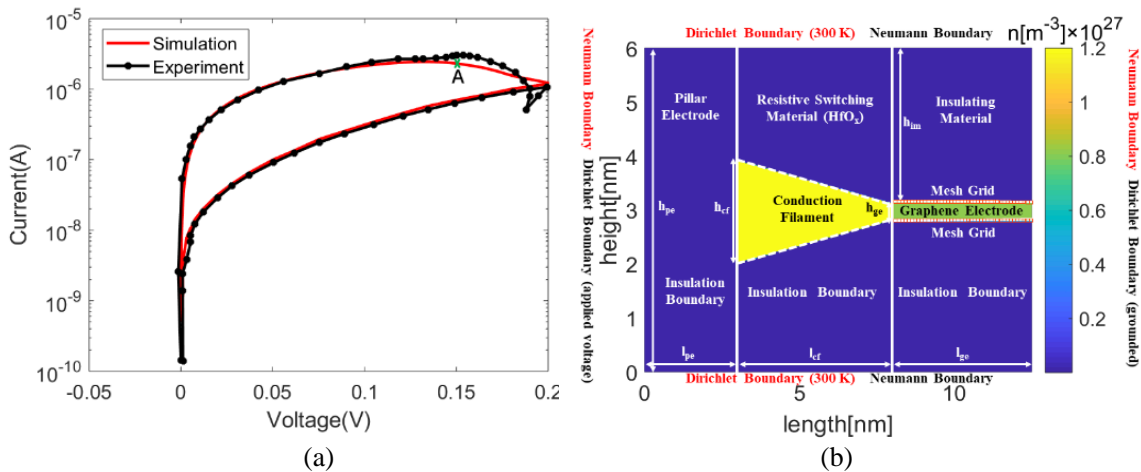 10⁻⁵
10⁻⁶
10⁻⁷
10⁻⁸
10⁻⁹
10⁻¹⁰
Current(A)
Simulation
Experiment
A
-0.05
0
0.05
0.1
0.15
0.2
Voltage(V)
(a)
Neumann Boundary Dirichlet Boundary (applied voltage)
Dirichlet Boundary (300 K) Neumann Boundary
n[m⁻³]×10²⁷
6
5
4
3
2
1
0
height[nm]
Pillar
Electrode
Resistive Switching
Material (HfOₓ)
Insulating
Material
h_im
h_pe
h_cf
h_ge
Conduction
Filament
Mesh Grid
Graphene Electrode
Mesh Grid
Insulation
Boundary
Insulation Boundary
Insulation Boundary
l_pe
l_cf
l_ge
Dirichlet Boundary (300 K) Neumann Boundary
0
5
10
length[nm]
1.2
1
0.8
0.6
0.4
0.2
Neumann Boundary Dirichlet Boundary (grounded)
(b)